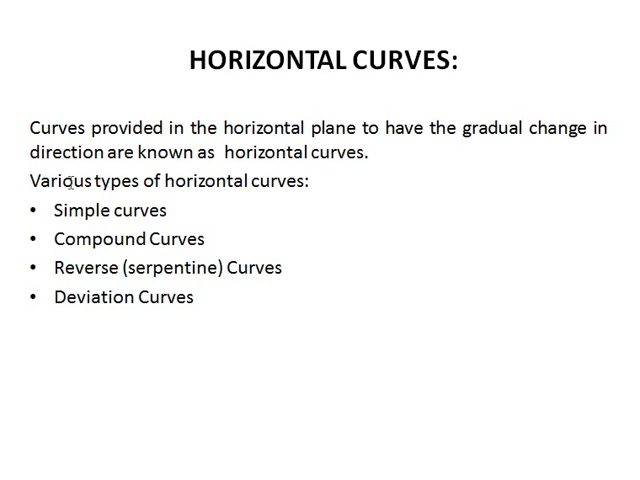 HORIZONTAL CURVES:
Curves provided in the horizontal plane to have the gradual change in
direction are known as horizontal curves.
Various types of horizontal curves:
• Simple curves
• Compound Curves
• Reverse (serpentine) Curves
• Deviation Curves